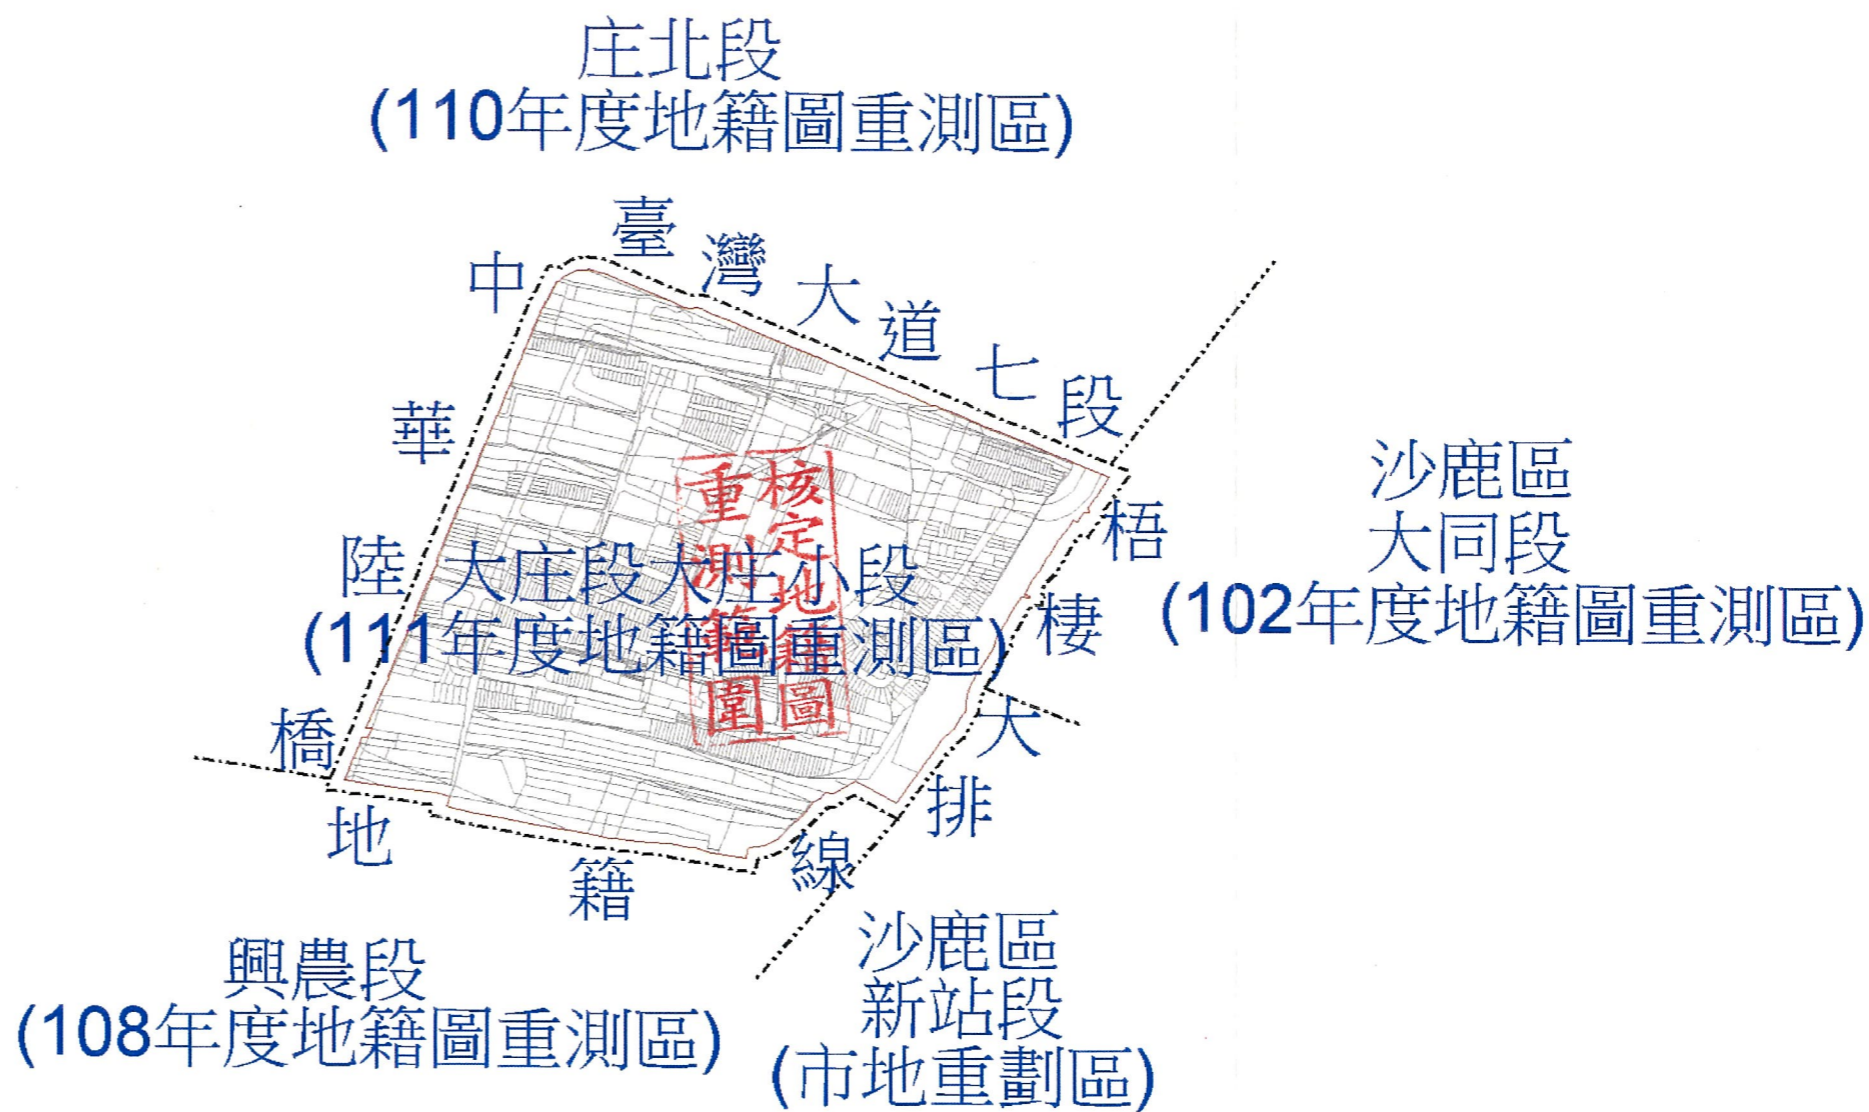 庄北段
(110年度地籍圖重測區)
臺灣大道七段
中華陸橋
梧棲大排
沙鹿區
大同段
(102年度地籍圖重測區)
大庄段大庄小段
(111年度地籍圖重測區)
核定地籍圖
重測範圍
地籍線
興農段
(108年度地籍圖重測區)
沙鹿區
新站段
(市地重劃區)